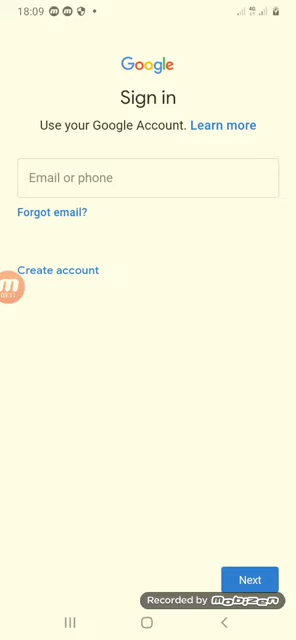 18:09
4G
Google
Sign in
Use your Google Account. Learn more
Email or phone
Forgot email?
Create account
Next
Recorded by
MOBIZEN